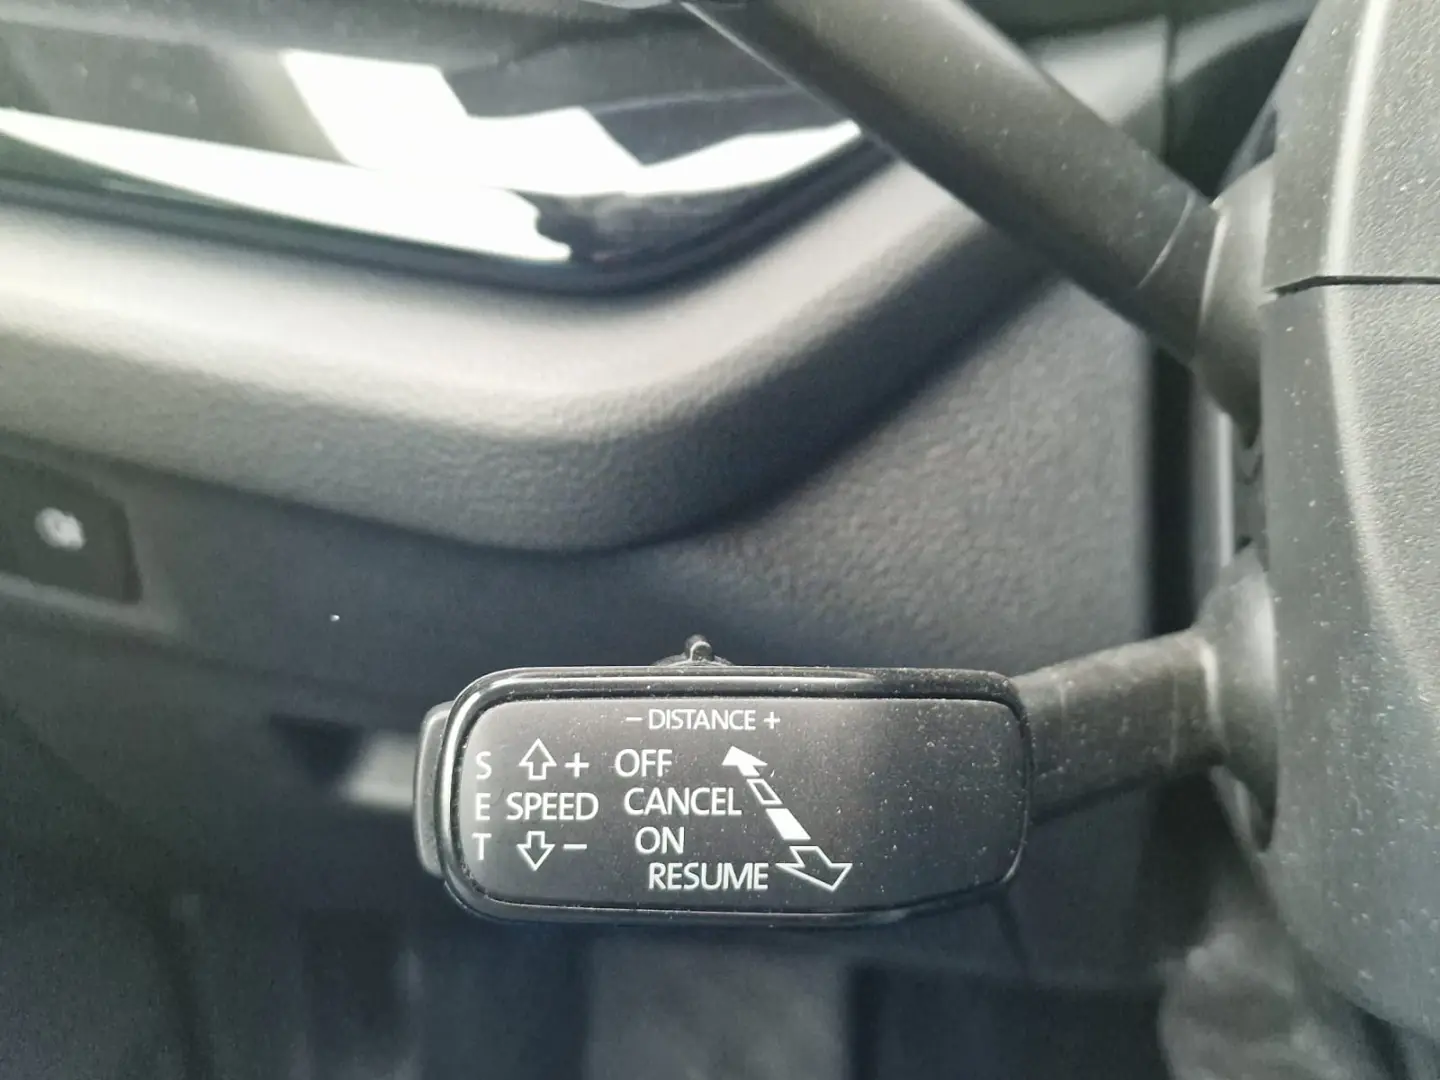 – DISTANCE +
S + OFF
E SPEED CANCEL
T – ON
RESUME